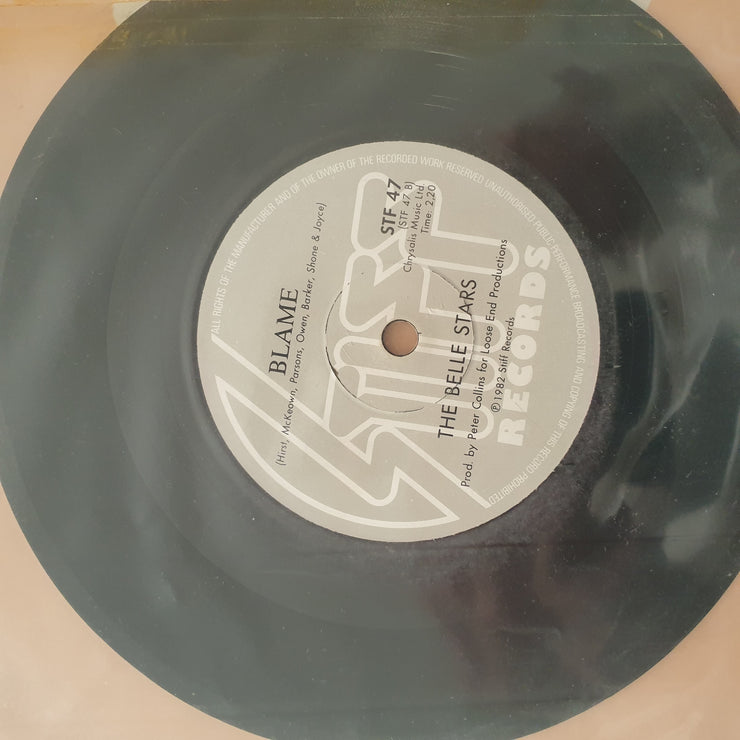 ALL RIGHTS OF THE MANUFACTURER AND OF THE OWNER OF THE RECORDED WORK RESERVED UNAUTHORISED PUBLIC PERFORMANCE BROADCASTING AND COPYING OF THIS RECORD PROHIBITED
BLAME
(Hirst, McKeown, Parsons, Owen, Barker, Shone & Joyce)
STIFF
RECORDS
STF 47
(STF 47 B)
Chrysalis Music Ltd.
Time: 2.20
THE BELLE STARS
Prod. by Peter Collins for Loose End Productions
℗1982 Stiff Records